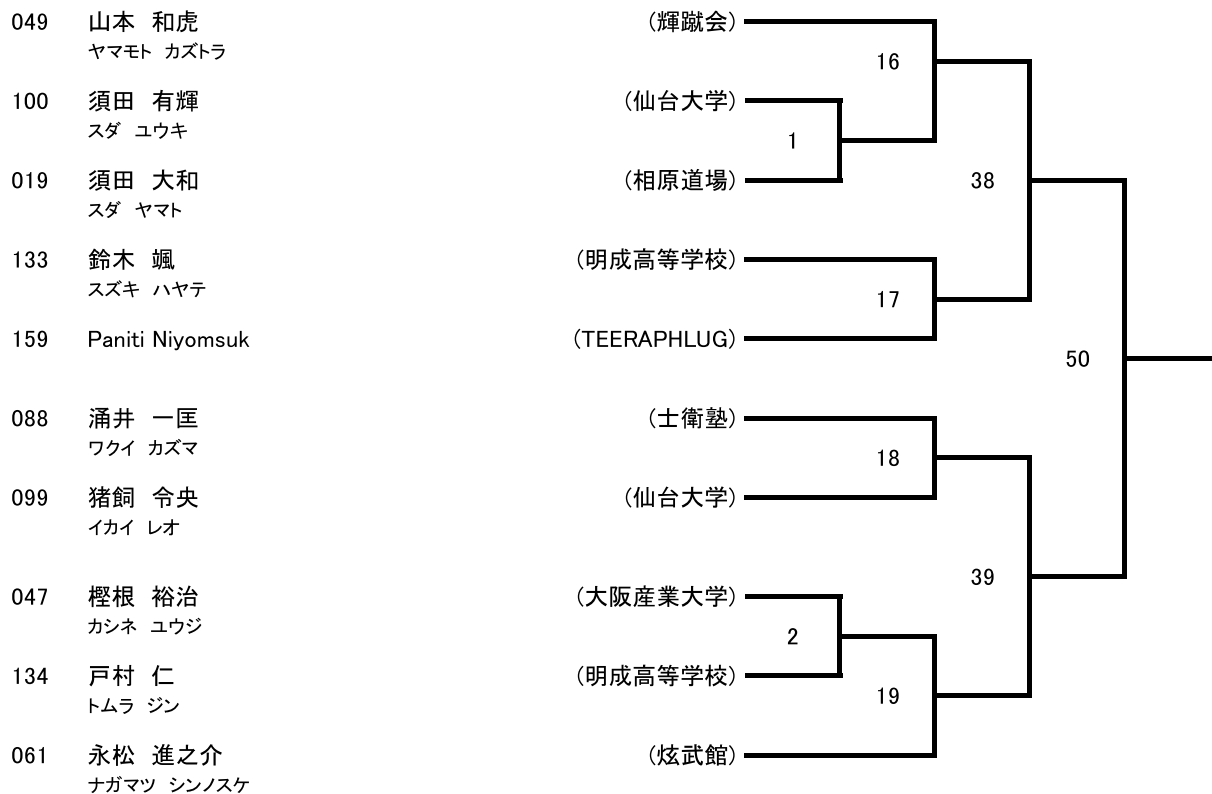 049 山本 和虎 (輝蹴会)
ヤマモト カズトラ
16
100 須田 有輝 (仙台大学)
スダ ユウキ
1
019 須田 大和 (相原道場) 38
スダ ヤマト
133 鈴木 颯 (明成高等学校)
スズキ ハヤテ
17
159 Paniti Niyomsuk (TEERAPHLUG)
50
088 涌井 一匡 (士衛塾)
ワクイ カズマ
18
099 猪飼 令央 (仙台大学)
イカイ レオ
39
047 樫根 裕治 (大阪産業大学)
カシネ ユウジ
2
134 戸村 仁 (明成高等学校)
トムラ ジン
19
061 永松 進之介 (炫武館)
ナガマツ シンノスケ